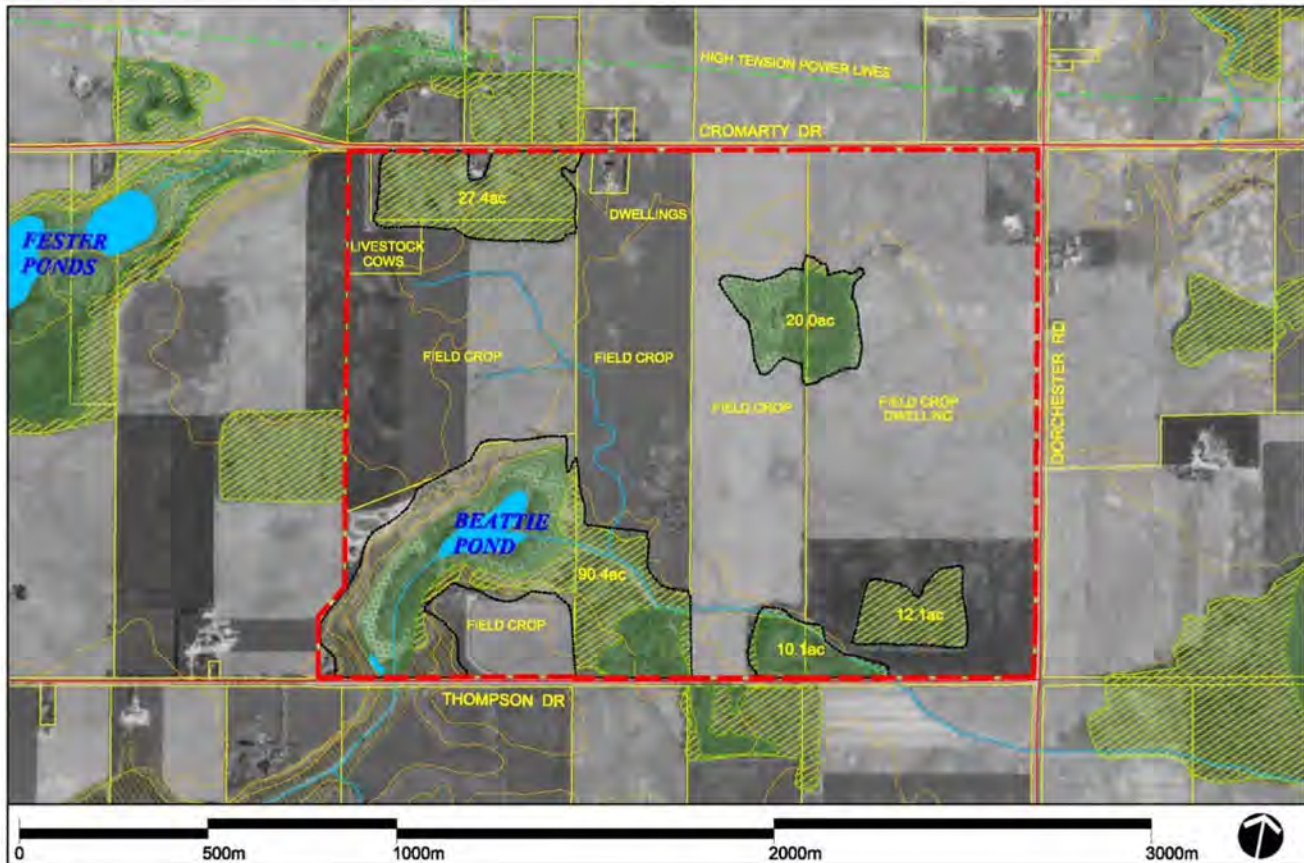 HIGH TENSION POWER LINES
CROMARTY DR
27.4ac
DWELLINGS
FESTER
PONDS
LIVESTOCK
COWS
20.0ac
FIELD CROP
FIELD CROP
FIELD CROP
FIELD CROP
DWELLING
DORCHESTER RD
BEATTIE
POND
90.4ac
FIELD CROP
12.1ac
10.1ac
THOMPSON DR
0
500m
1000m
2000m
3000m